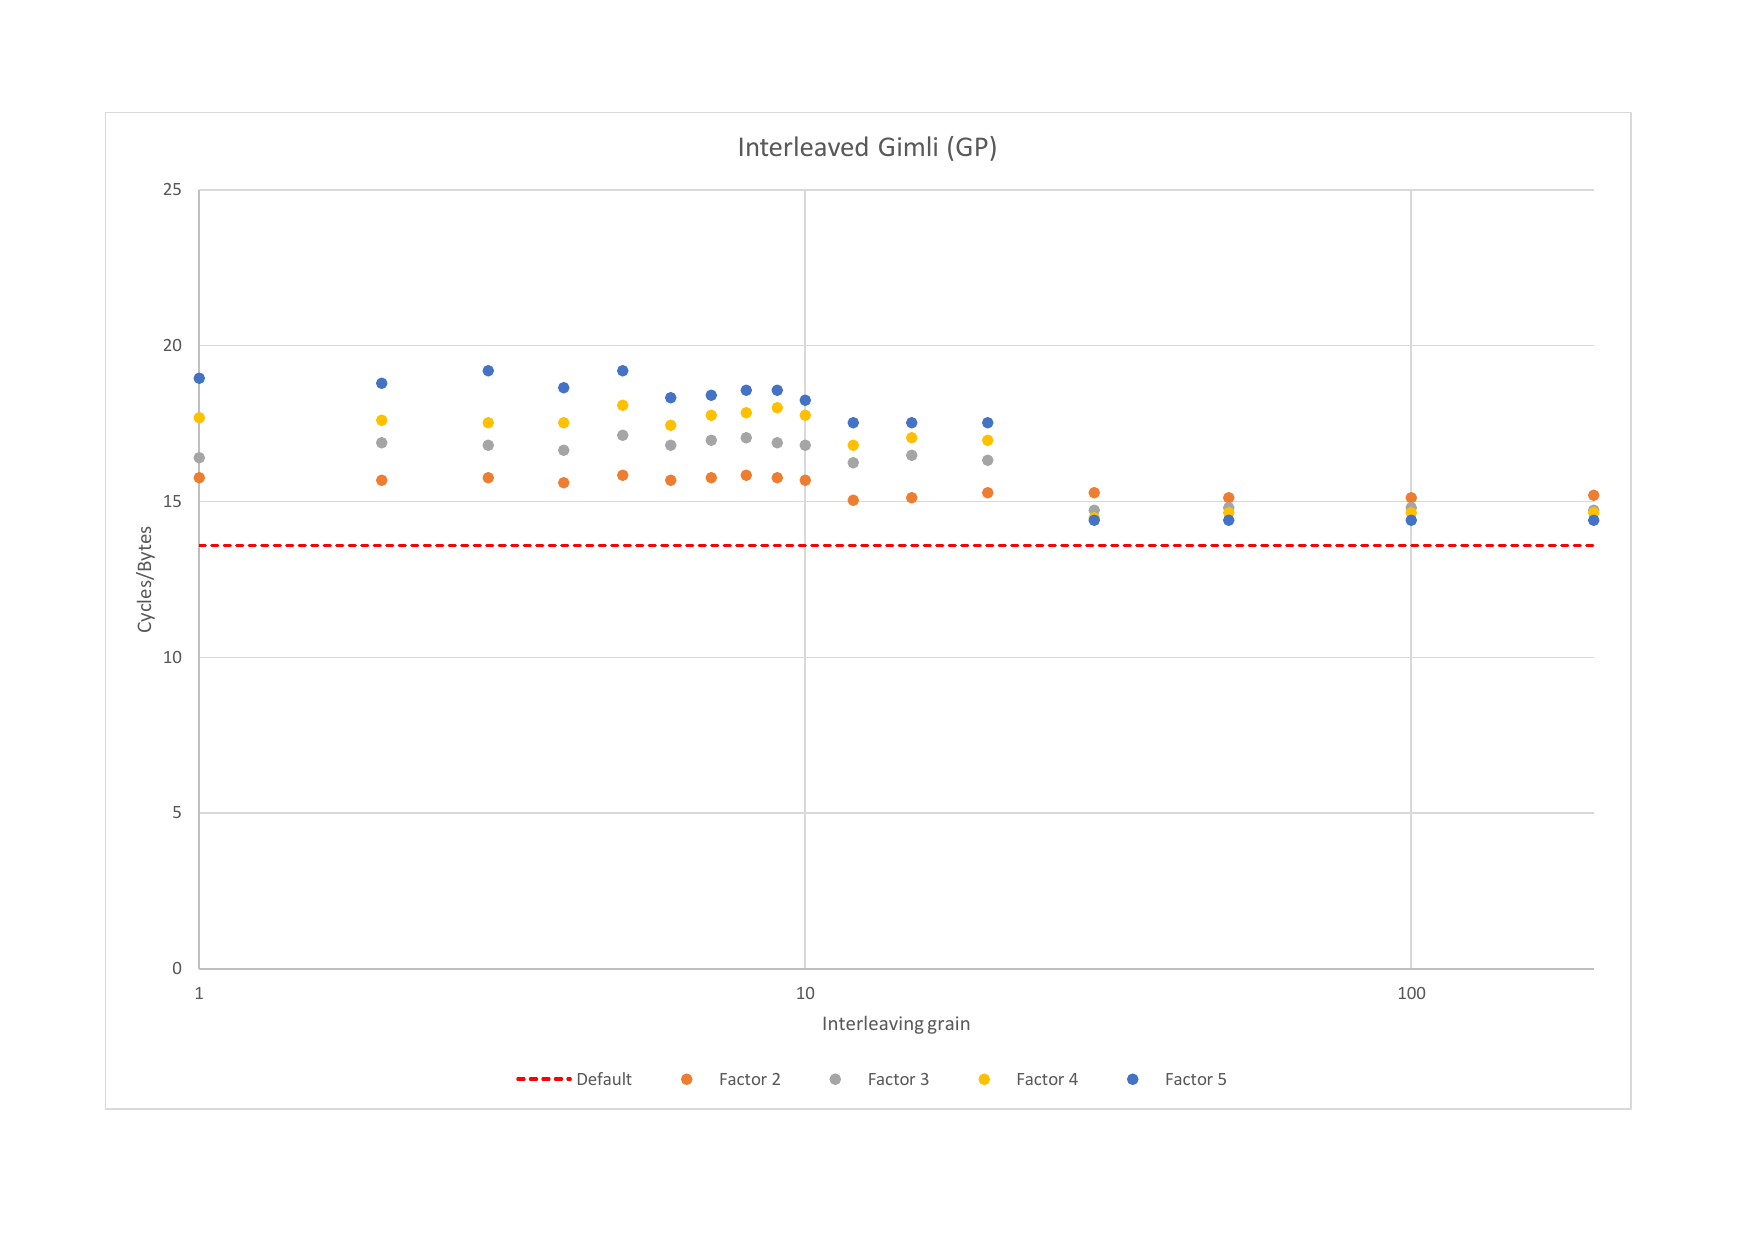 Interleaved Gimli (GP)
25
20
15
10
5
0
Cycles/Bytes
1 10 100
Interleaving grain
Default Factor 2 Factor 3 Factor 4 Factor 5